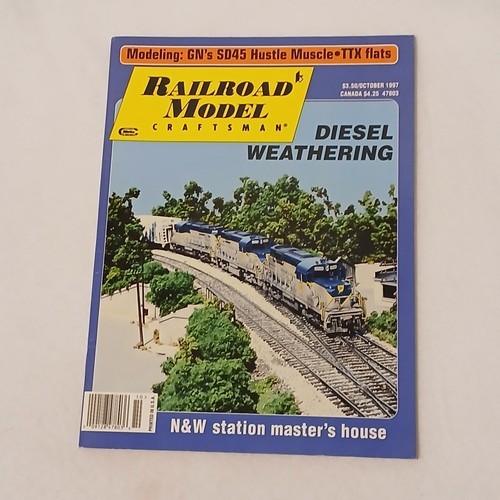 Modeling: GN's SD45 Hustle Muscle•TTX flats
RAILROAD
MODEL
CRAFTSMAN®
$3.50/OCTOBER 1997
CANADA $4.25 47803
DIESEL
WEATHERING
PRINTED IN U.S.A.
N&W station master's house